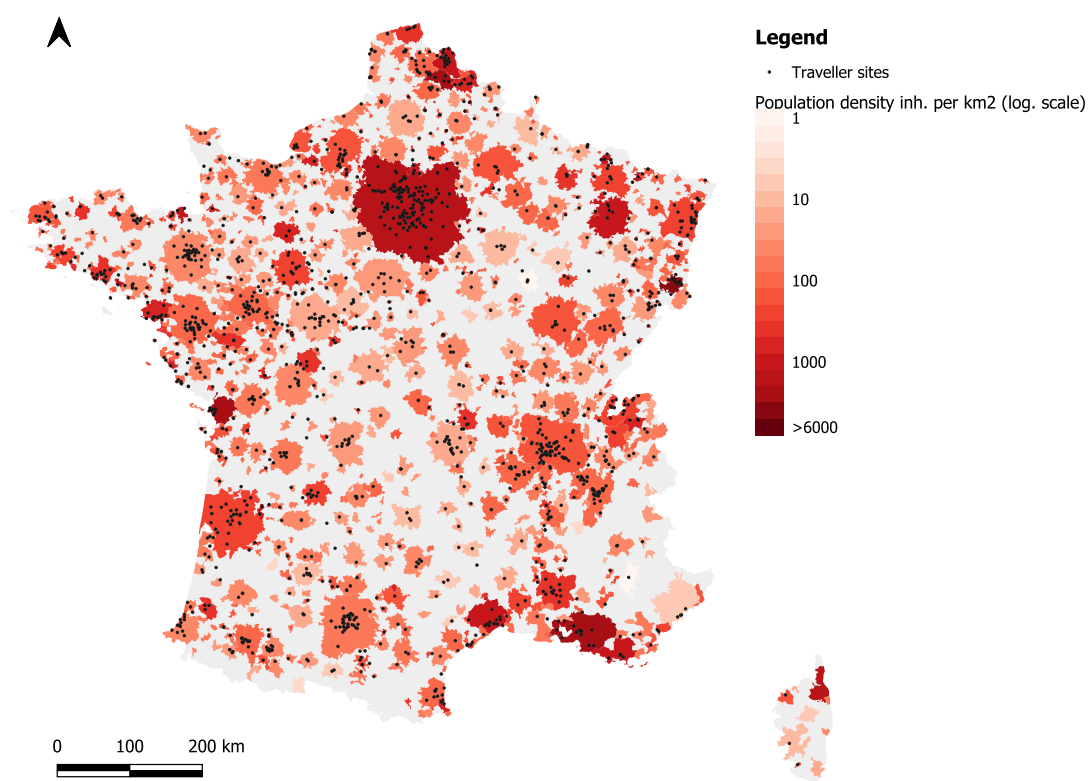 Legend
Traveller sites
Population density inh. per km2 (log. scale)
1
10
100
1000
>6000
0 100 200 km